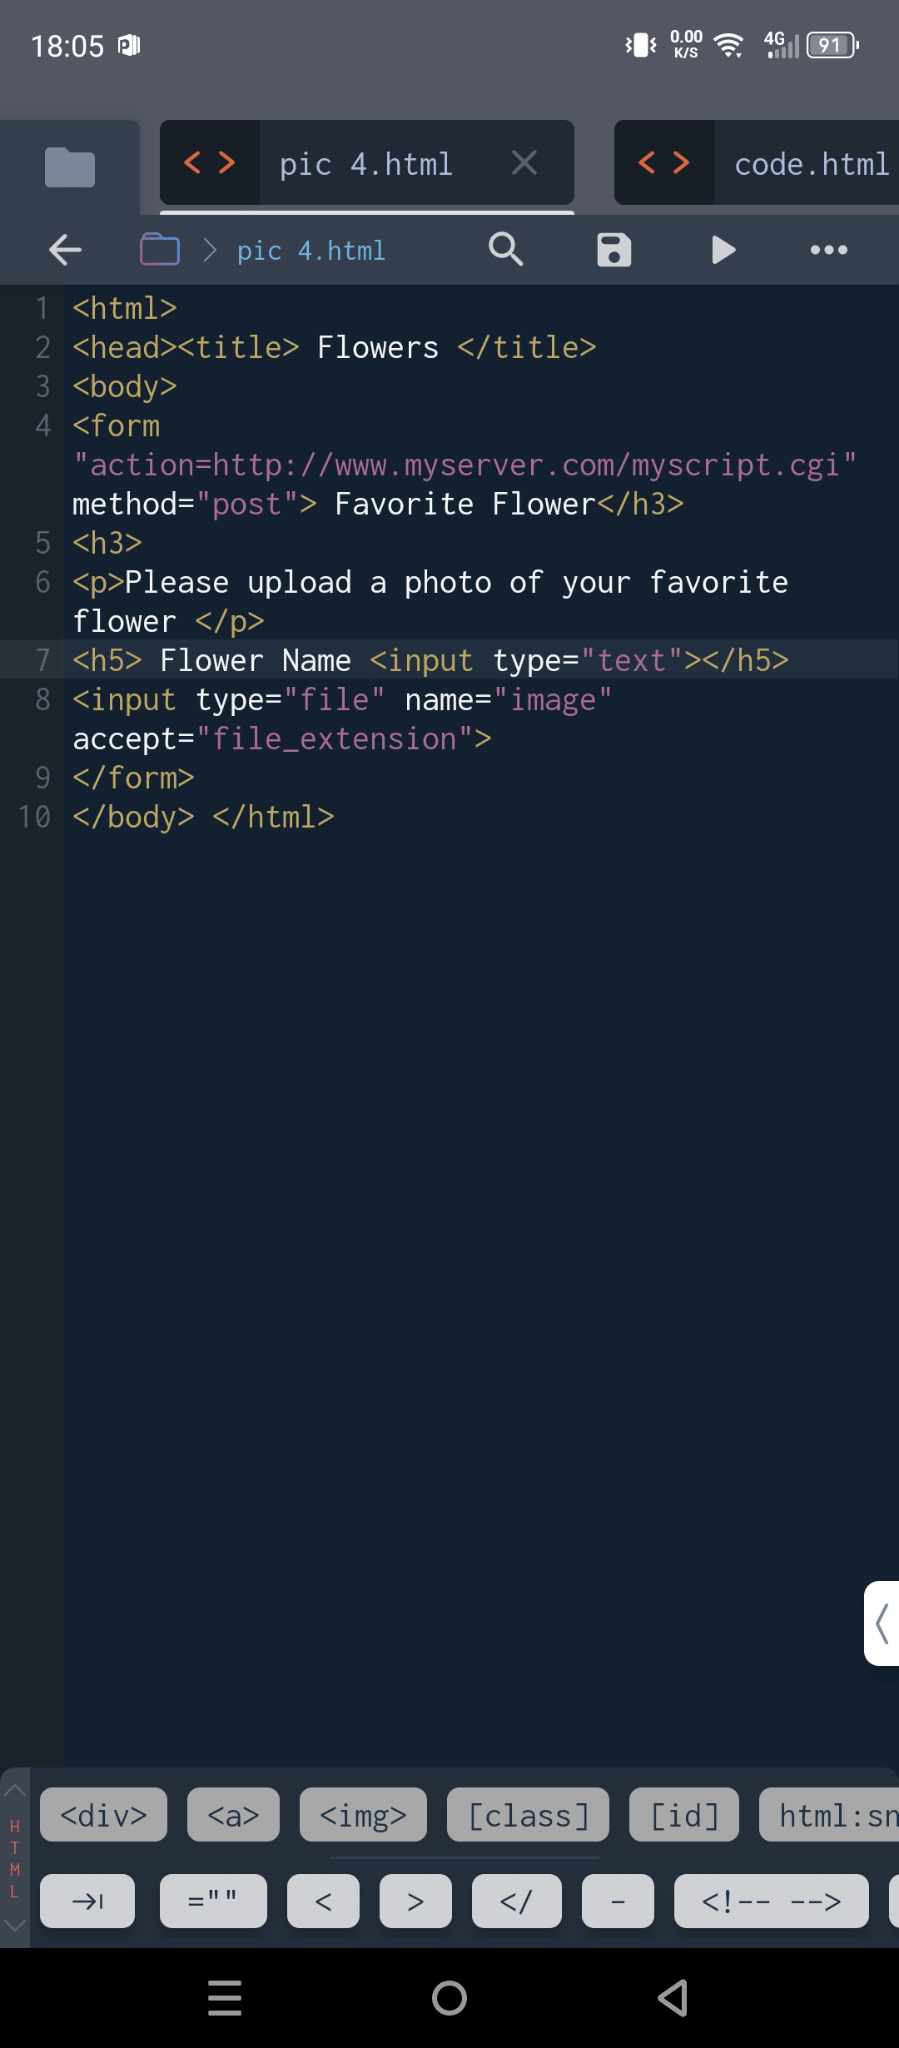 18:05 0.00 K/S 4G 91
< > pic 4.html × < > code.html
> pic 4.html •••
1 <html>
2 <head><title> Flowers </title>
3 <body>
4 <form
"action=http://www.myserver.com/myscript.cgi"
method="post"> Favorite Flower</h3>
5 <h3>
6 <p>Please upload a photo of your favorite
flower </p>
7 <h5> Flower Name <input type="text"></h5>
8 <input type="file" name="image"
accept="file_extension">
9 </form>
10 </body> </html>
HTML
<div> <a> <img> [class] [id] html:sn
="" < > </ - <!-- -->